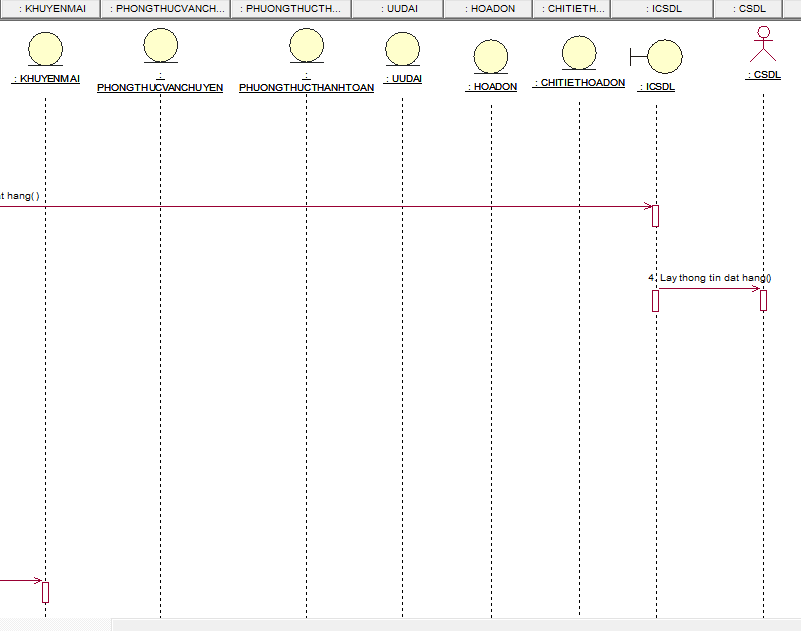 : KHUYENMAI
: PHONGTHUCVANCH...
: PHUONGTHUCTH...
: UUDAI
: HOADON
: CHITIETH...
: ICSDL
: CSDL
: KHUYENMAI
:
PHONGTHUCVANCHUYEN
:
PHUONGTHUCTHANHTOAN
: UUDAI
: HOADON
: CHITIETHOADON
: ICSDL
: CSDL
hang( )
4: Lay thong tin dat hang()